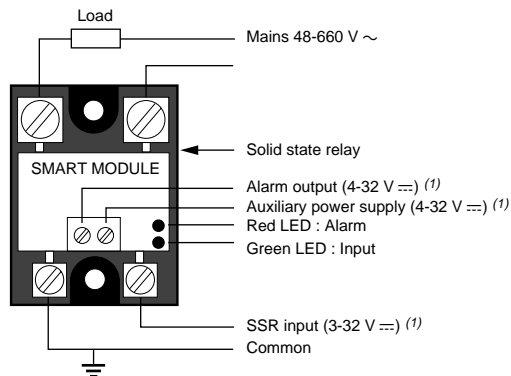 Load
Mains 48-660 V ∼
Solid state relay
SMART MODULE
Alarm output (4-32 V ⎓) (1)
Auxiliary power supply (4-32 V ⎓) (1)
Red LED : Alarm
Green LED : Input
SSR input (3-32 V ⎓) (1)
Common